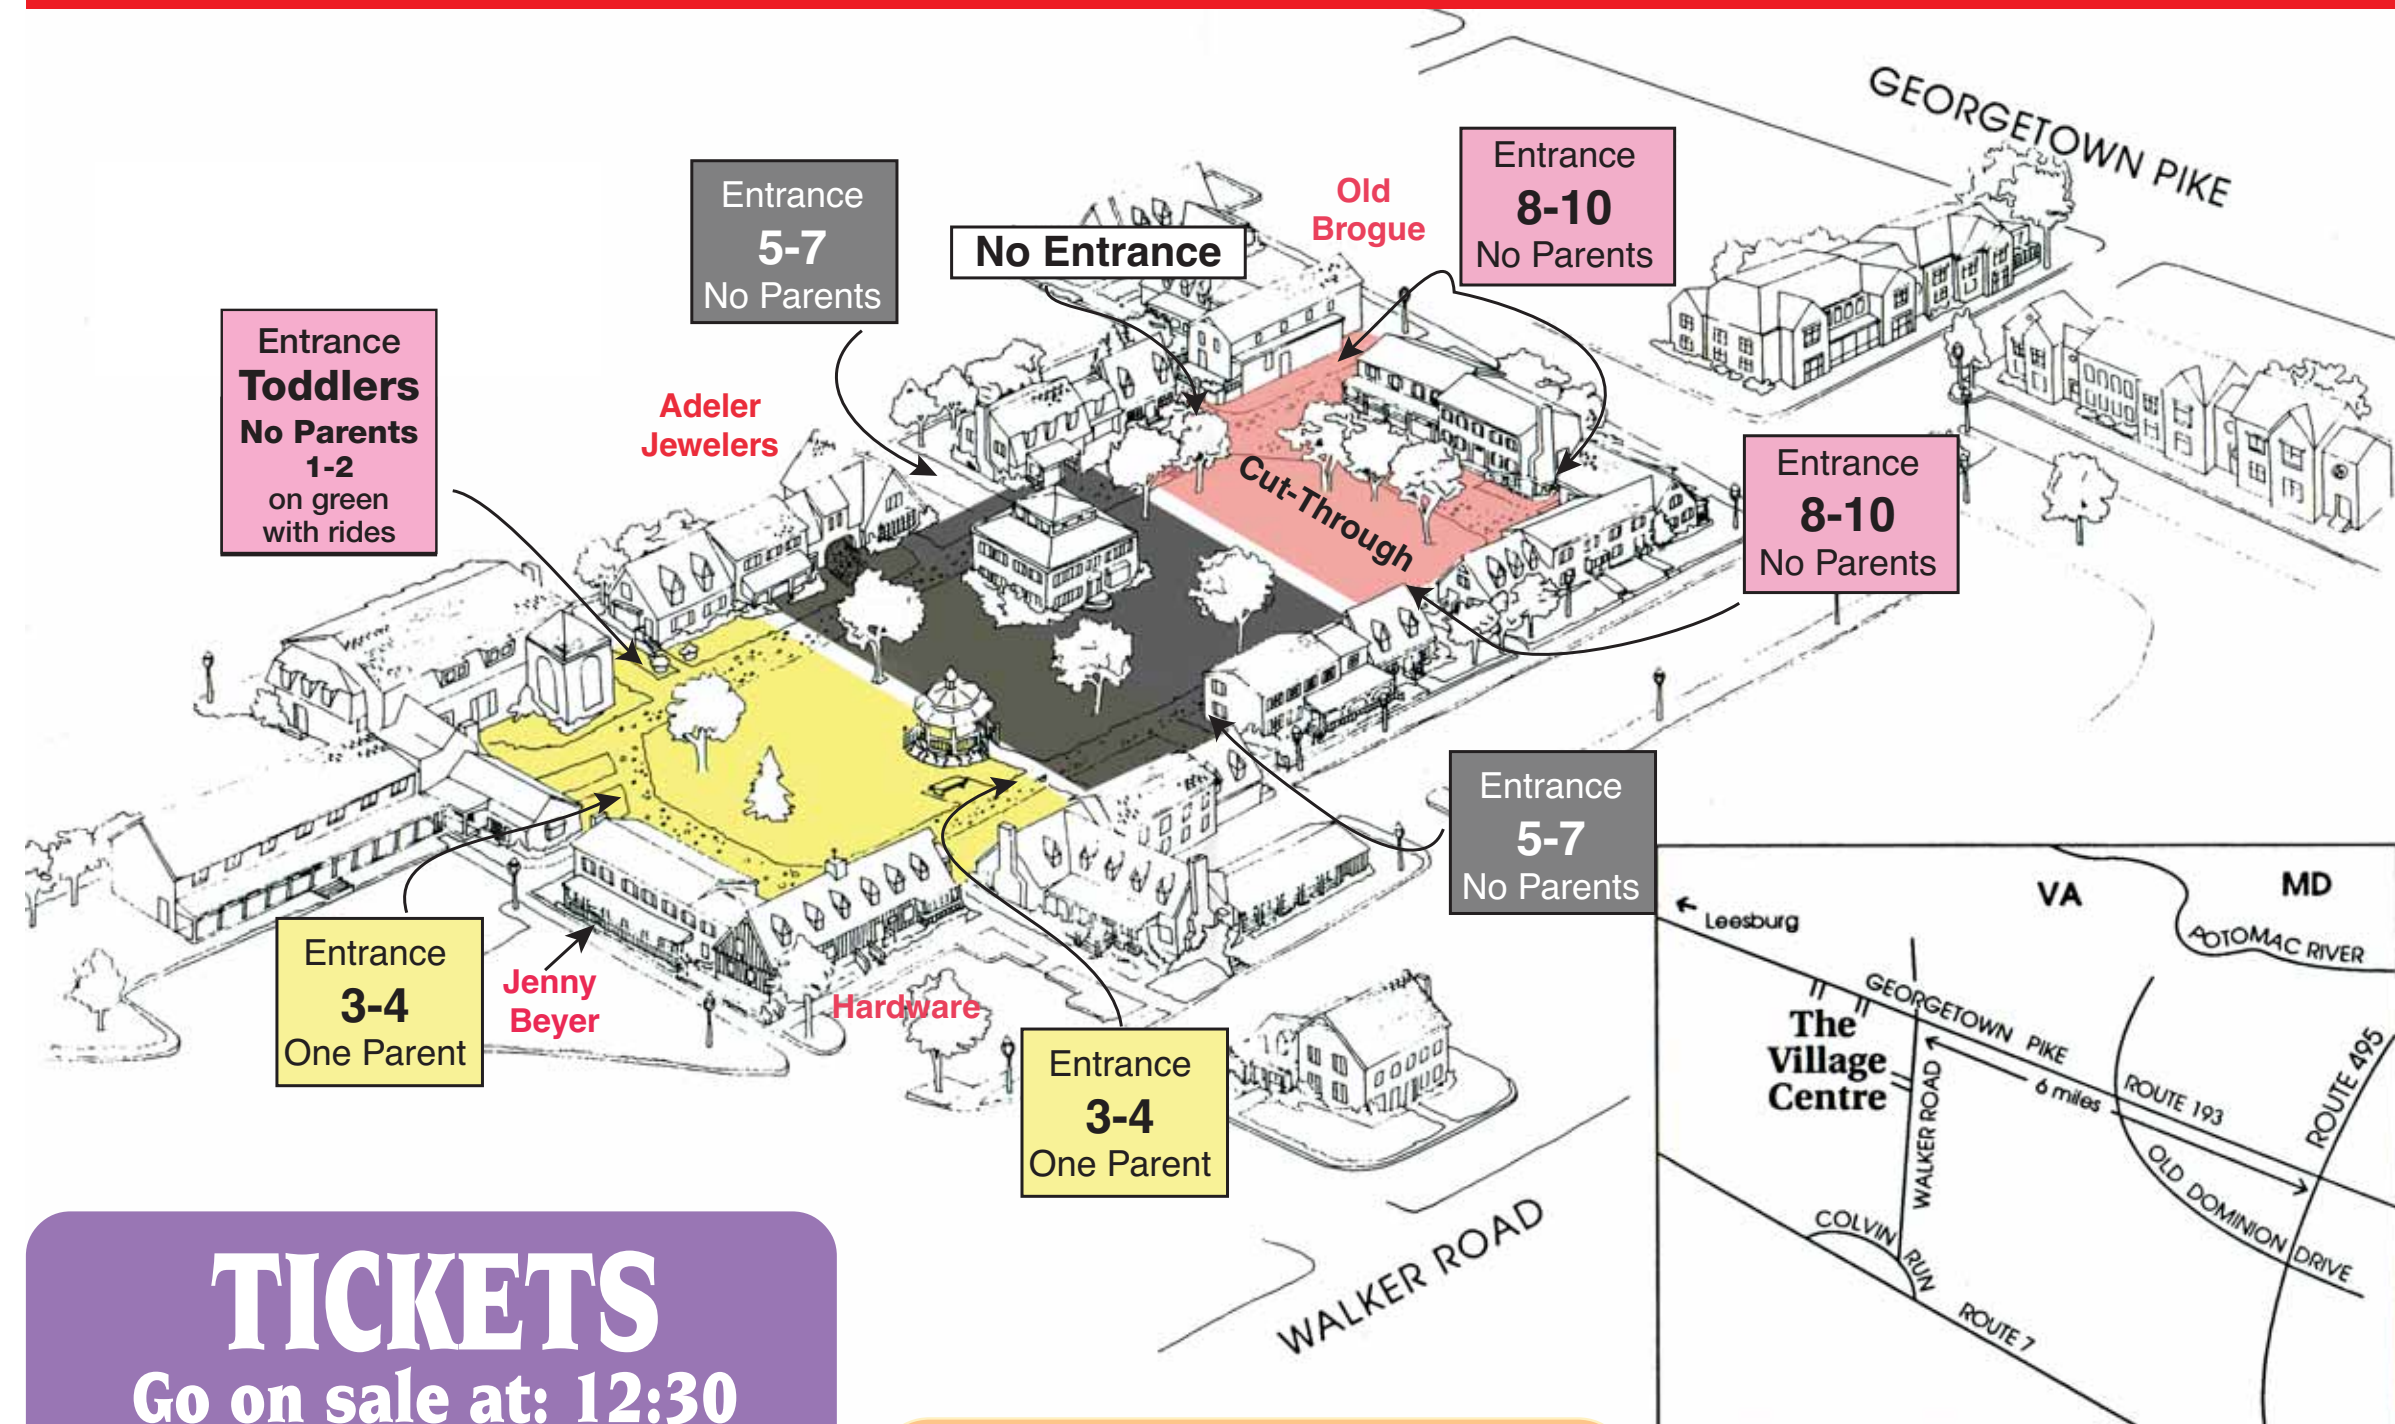 GEORGETOWN PIKE
Entrance
8-10
No Parents
Old
Brogue
Entrance
5-7
No Parents
No Entrance
Entrance
Toddlers
No Parents
1-2
on green
with rides
Adeler
Jewelers
Cut-Through
Entrance
8-10
No Parents
Entrance
5-7
No Parents
Entrance
3-4
One Parent
Jenny
Beyer
Hardware
Entrance
3-4
One Parent
WALKER ROAD
VA
MD
Leesburg
POTOMAC RIVER
GEORGETOWN PIKE
The
Village
Centre
WALKER ROAD
6 miles
ROUTE 193
ROUTE 495
OLD DOMINION DRIVE
COLVIN RUN
ROUTE 7
TICKETS
Go on sale at: 12:30